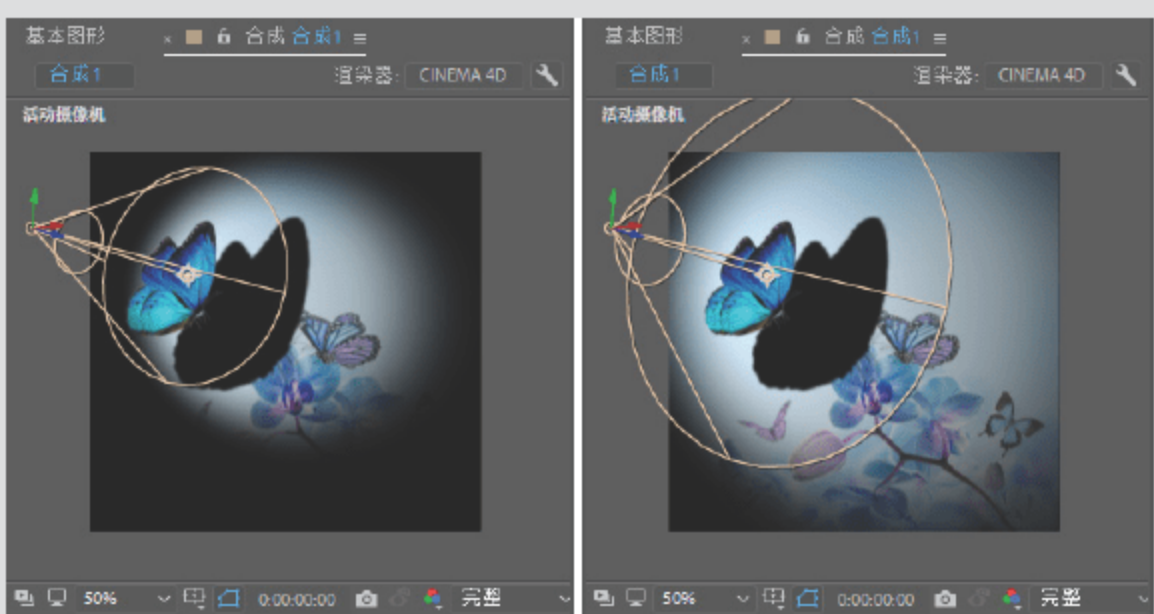 基本图形 × 合成 合成1 ≡
合成1 渲染器: CINEMA 4D
活动摄像机
50% 0:00:00:00 完整
基本图形 × 合成 合成1 ≡
合成1 渲染器: CINEMA 4D
活动摄像机
50% 0:00:00:00 完整